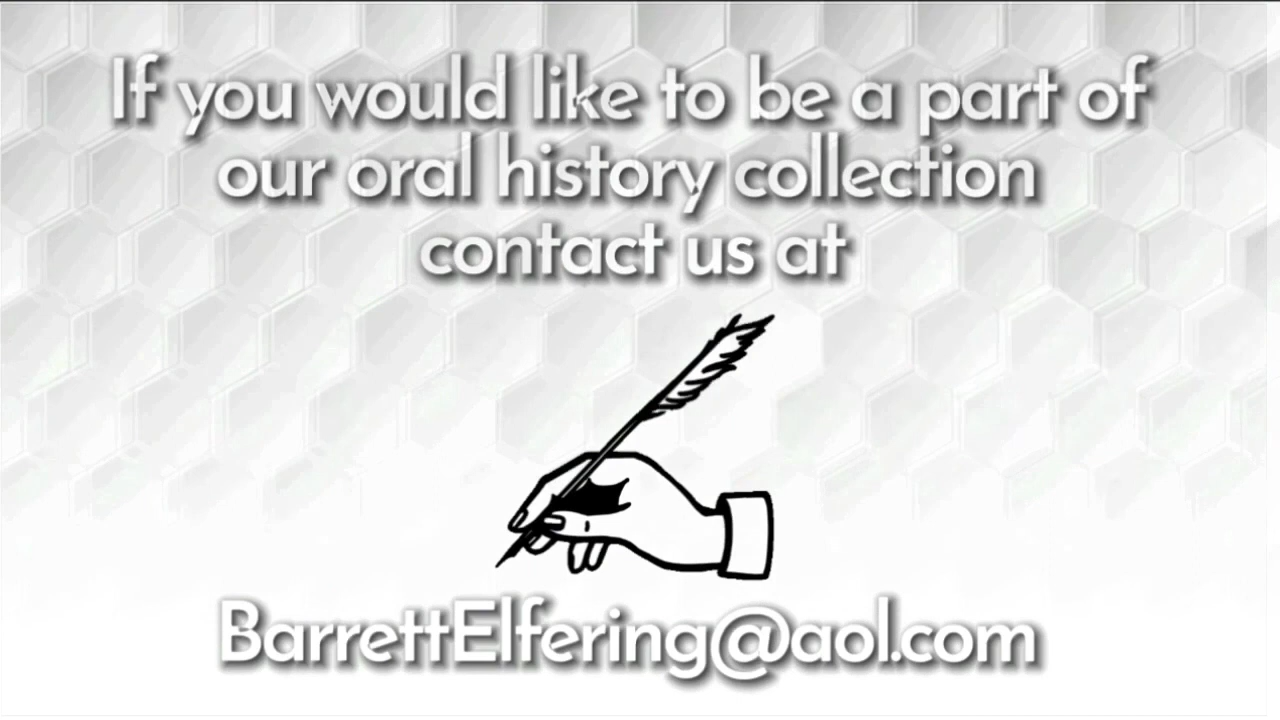 If you would like to be a part of
our oral history collection
contact us at
BarrettElfering@aol.com